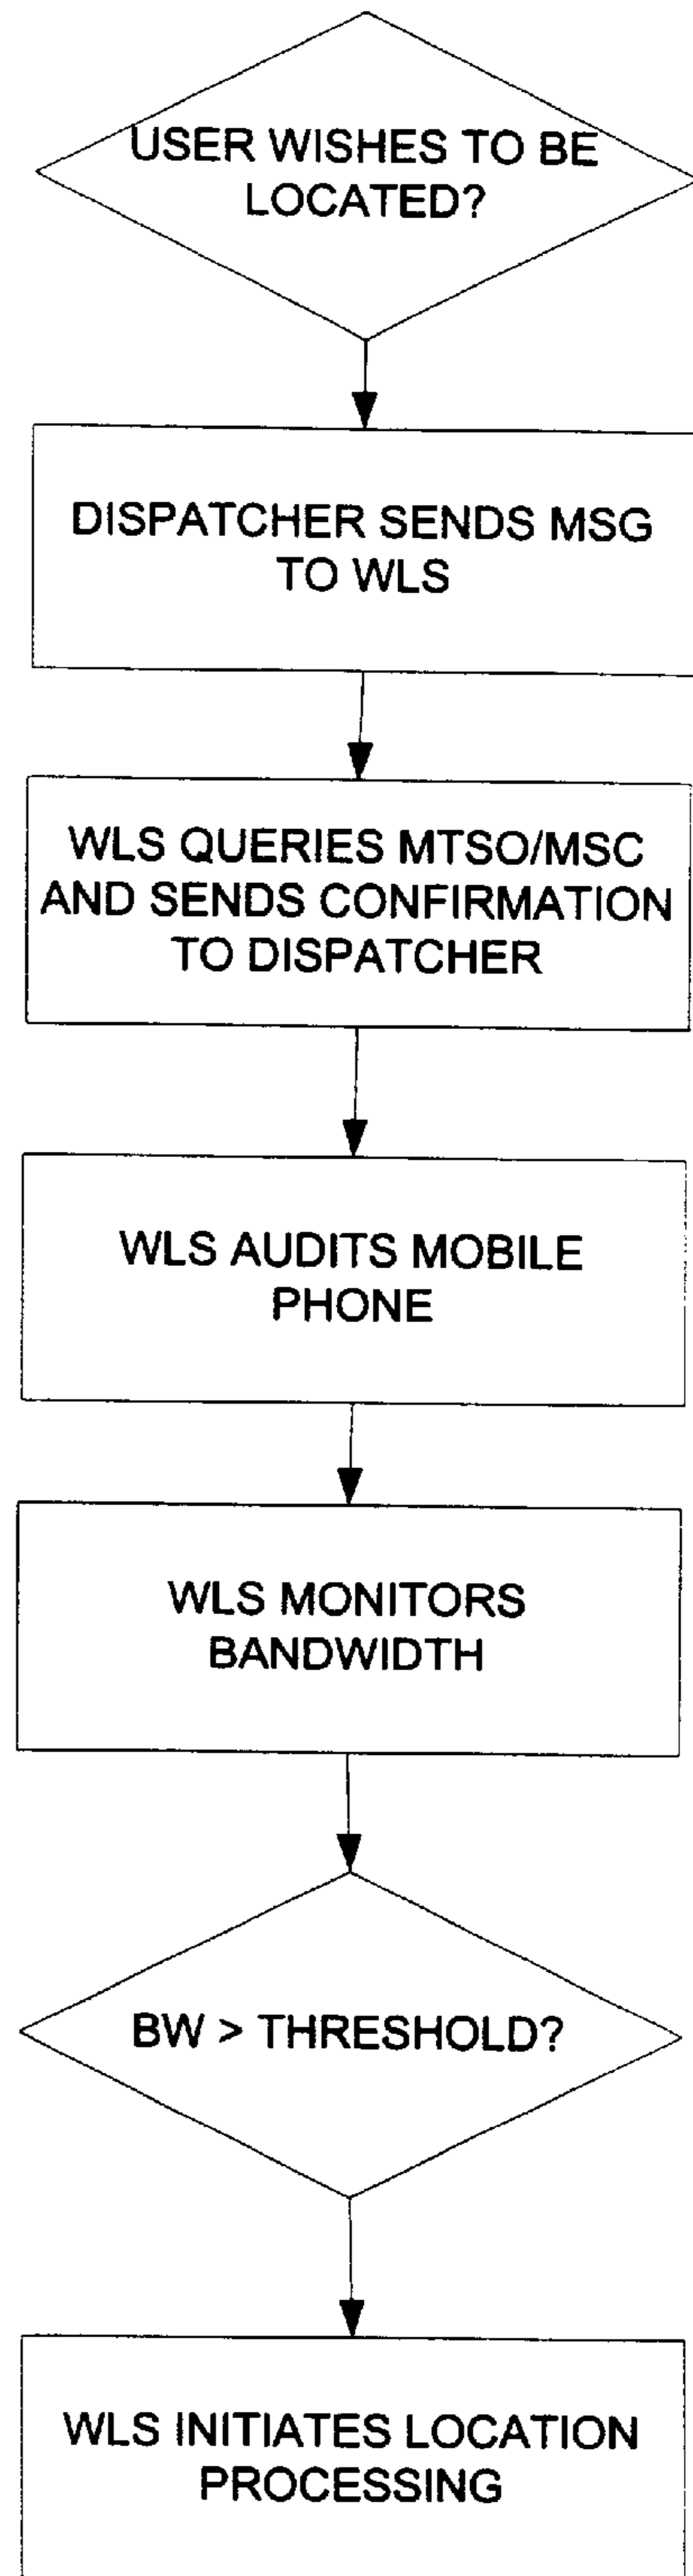 USER WISHES TO BE
LOCATED?
DISPATCHER SENDS MSG
TO WLS
WLS QUERIES MTSO/MSC
AND SENDS CONFIRMATION
TO DISPATCHER
WLS AUDITS MOBILE
PHONE
WLS MONITORS
BANDWIDTH
BW > THRESHOLD?
WLS INITIATES LOCATION
PROCESSING